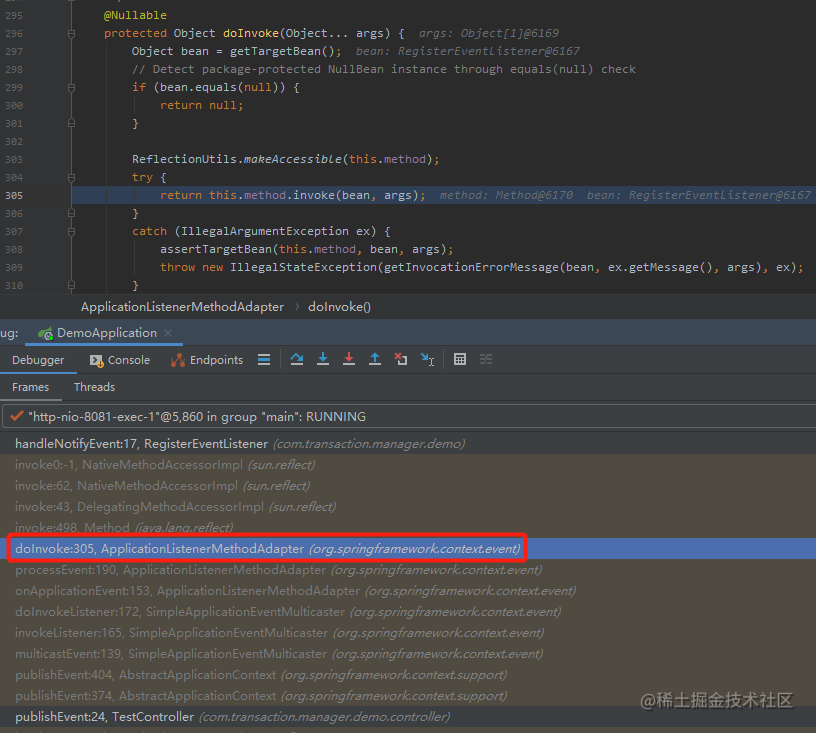 295 @Nullable
296 protected Object doInvoke(Object... args) { args: Object[1]@6169
297 Object bean = getTargetBean(); bean: RegisterEventListener@6167
298 // Detect package-protected NullBean instance through equals(null) check
299 if (bean.equals(null)) {
300 return null;
301 }
302
303 ReflectionUtils.makeAccessible(this.method);
304 try {
305 return this.method.invoke(bean, args); method: Method@6170 bean: RegisterEventListener@6167
306 }
307 catch (IllegalArgumentException ex) {
308 assertTargetBean(this.method, bean, args);
309 throw new IllegalStateException(getInvocationErrorMessage(bean, ex.getMessage(), args), ex);
310 }
ApplicationListenerMethodAdapter › doInvoke()
ug: DemoApplication ×
Debugger Console Endpoints
Frames Threads
"http-nio-8081-exec-1"@5,860 in group "main": RUNNING
handleNotifyEvent:17, RegisterEventListener (com.transaction.manager.demo)
invoke0:-1, NativeMethodAccessorImpl (sun.reflect)
invoke:62, NativeMethodAccessorImpl (sun.reflect)
invoke:43, DelegatingMethodAccessorImpl (sun.reflect)
invoke:498, Method (java.lang.reflect)
doInvoke:305, ApplicationListenerMethodAdapter (org.springframework.context.event)
processEvent:190, ApplicationListenerMethodAdapter (org.springframework.context.event)
onApplicationEvent:153, ApplicationListenerMethodAdapter (org.springframework.context.event)
doInvokeListener:172, SimpleApplicationEventMulticaster (org.springframework.context.event)
invokeListener:165, SimpleApplicationEventMulticaster (org.springframework.context.event)
multicastEvent:139, SimpleApplicationEventMulticaster (org.springframework.context.event)
publishEvent:404, AbstractApplicationContext (org.springframework.context.support)
publishEvent:374, AbstractApplicationContext (org.springframework.context.support)
publishEvent:24, TestController (com.transaction.manager.demo.controller)
@稀土掘金技术社区